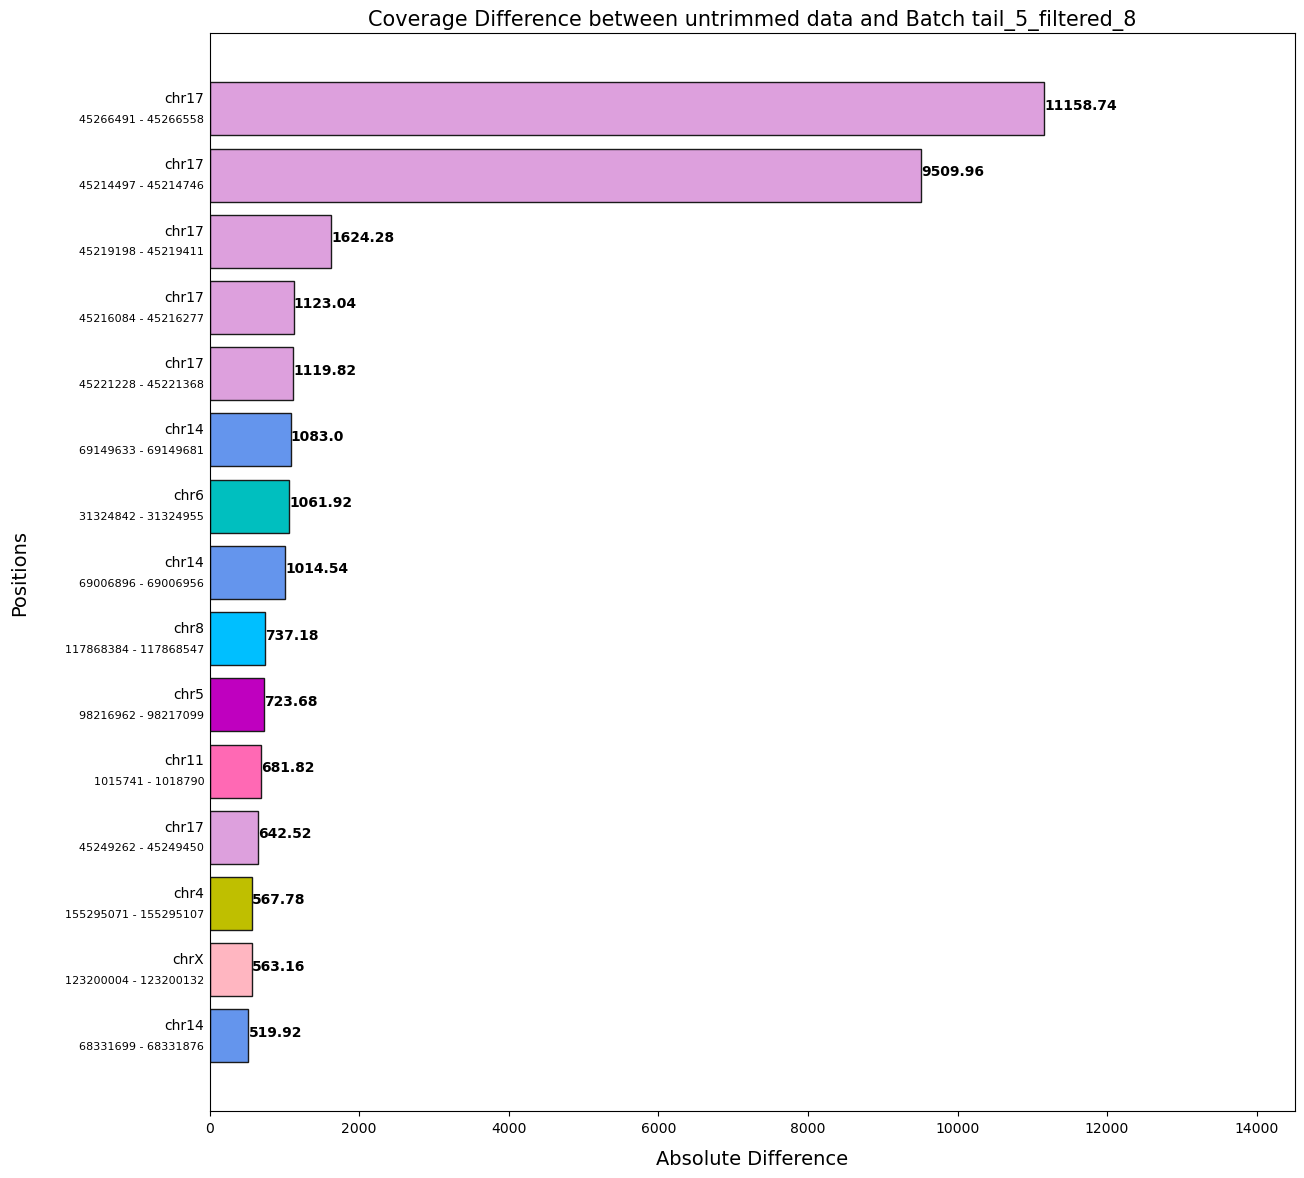 Coverage Difference between untrimmed data and Batch tail_5_filtered_8
chr17
45266491 - 45266558
11158.74
chr17
45214497 - 45214746
9509.96
chr17
45219198 - 45219411
1624.28
chr17
45216084 - 45216277
1123.04
chr17
45221228 - 45221368
1119.82
chr14
69149633 - 69149681
1083.0
chr6
31324842 - 31324955
1061.92
chr14
69006896 - 69006956
1014.54
chr8
117868384 - 117868547
737.18
chr5
98216962 - 98217099
723.68
chr11
1015741 - 1018790
681.82
chr17
45249262 - 45249450
642.52
chr4
155295071 - 155295107
567.78
chrX
123200004 - 123200132
563.16
chr14
68331699 - 68331876
519.92
Positions
0 2000 4000 6000 8000 10000 12000 14000
Absolute Difference